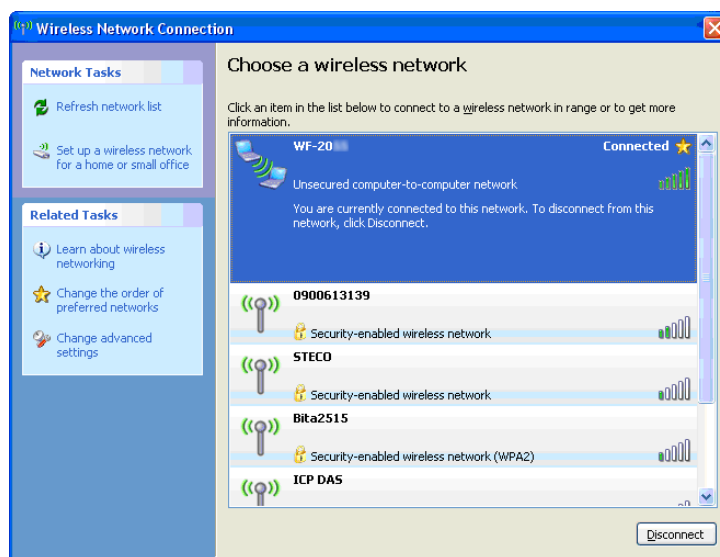 Wireless Network Connection
Network Tasks
Refresh network list
Set up a wireless network
for a home or small office
Related Tasks
Learn about wireless
networking
Change the order of
preferred networks
Change advanced
settings
Choose a wireless network
Click an item in the list below to connect to a wireless network in range or to get more
information.
WF-20
Connected
Unsecured computer-to-computer network
You are currently connected to this network. To disconnect from this
network, click Disconnect.
0900613139
Security-enabled wireless network
STECO
Security-enabled wireless network
Bita2515
Security-enabled wireless network (WPA2)
ICP DAS
Disconnect